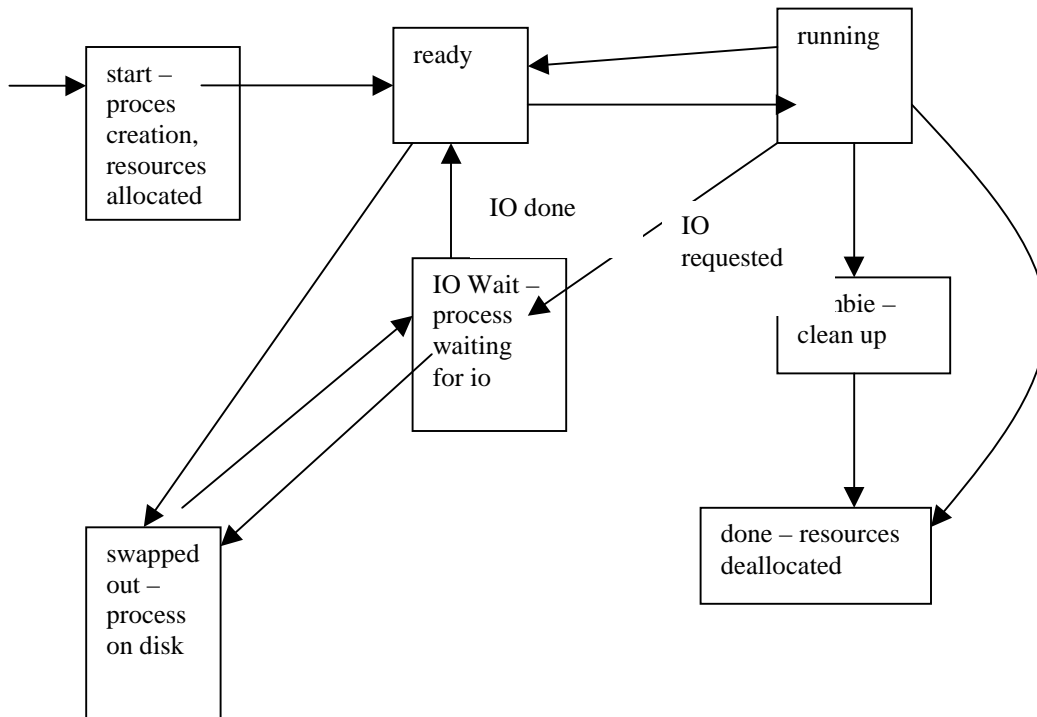 start –
proces
creation,
resources
allocated
ready
running
IO done
IO
requested
IO Wait –
process
waiting
for io
mbie –
clean up
swapped
out –
process
on disk
done – resources
deallocated